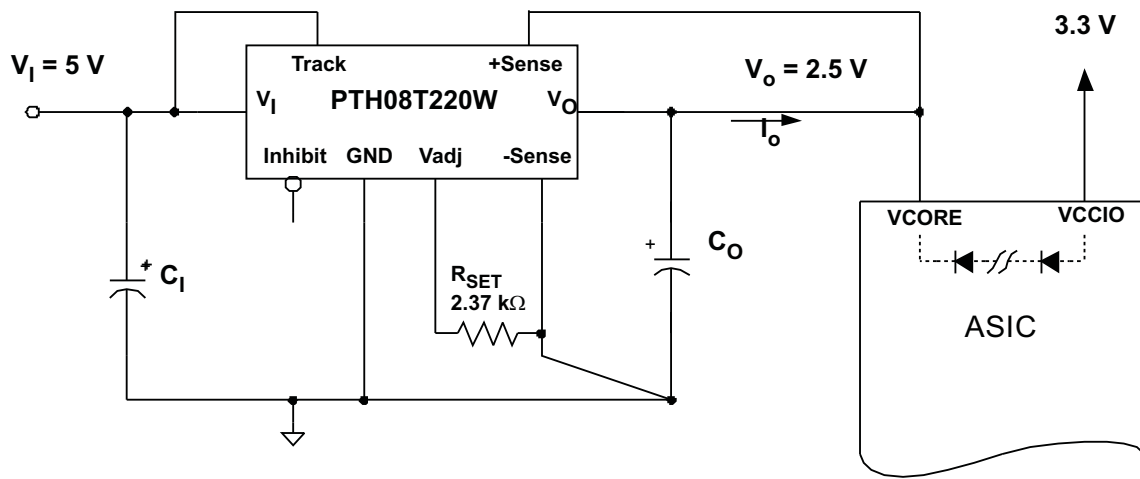 3.3 V
V_I = 5 V
Track
+Sense
V_o = 2.5 V
V_I
PTH08T220W
V_O
I_o
Inhibit
GND
Vadj
-Sense
VCORE
VCCIO
+
C_I
R_SET
2.37 kΩ
+
C_O
ASIC